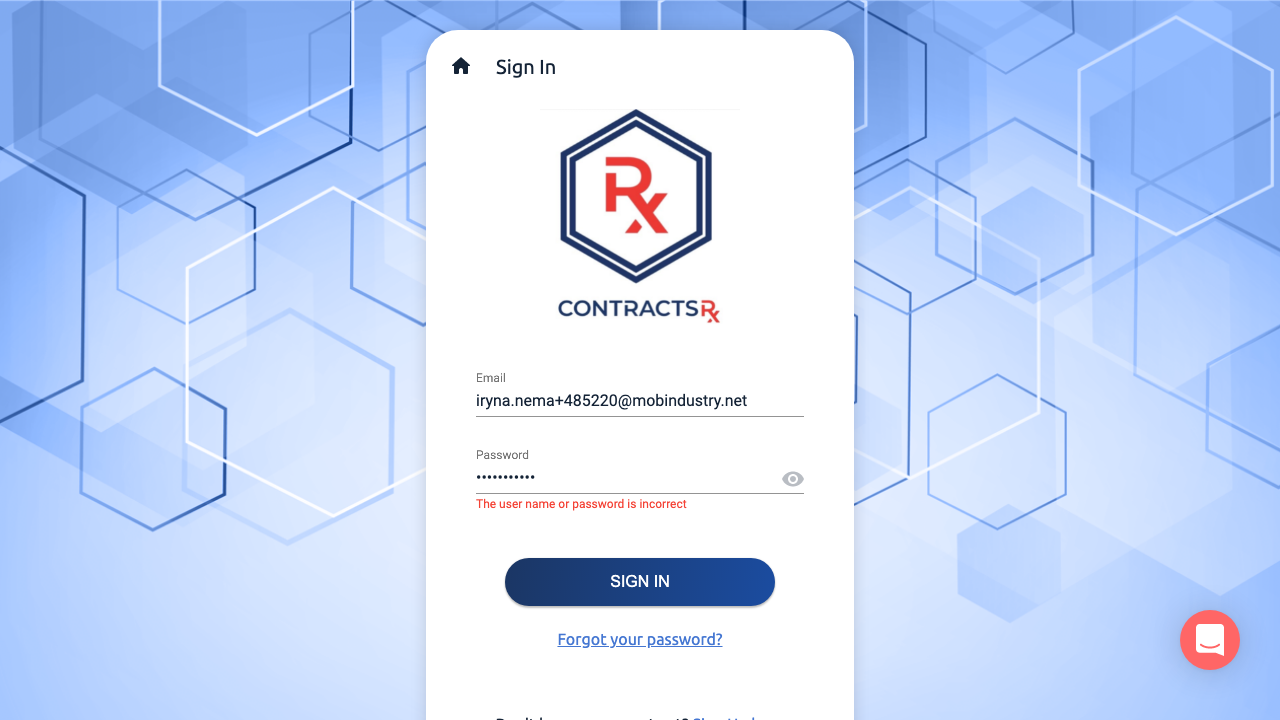 Sign In
Rx
CONTRACTSRx
Email
iryna.nema+485220@mobindustry.net
Password
•••••••••••
The user name or password is incorrect
SIGN IN
Forgot your password?